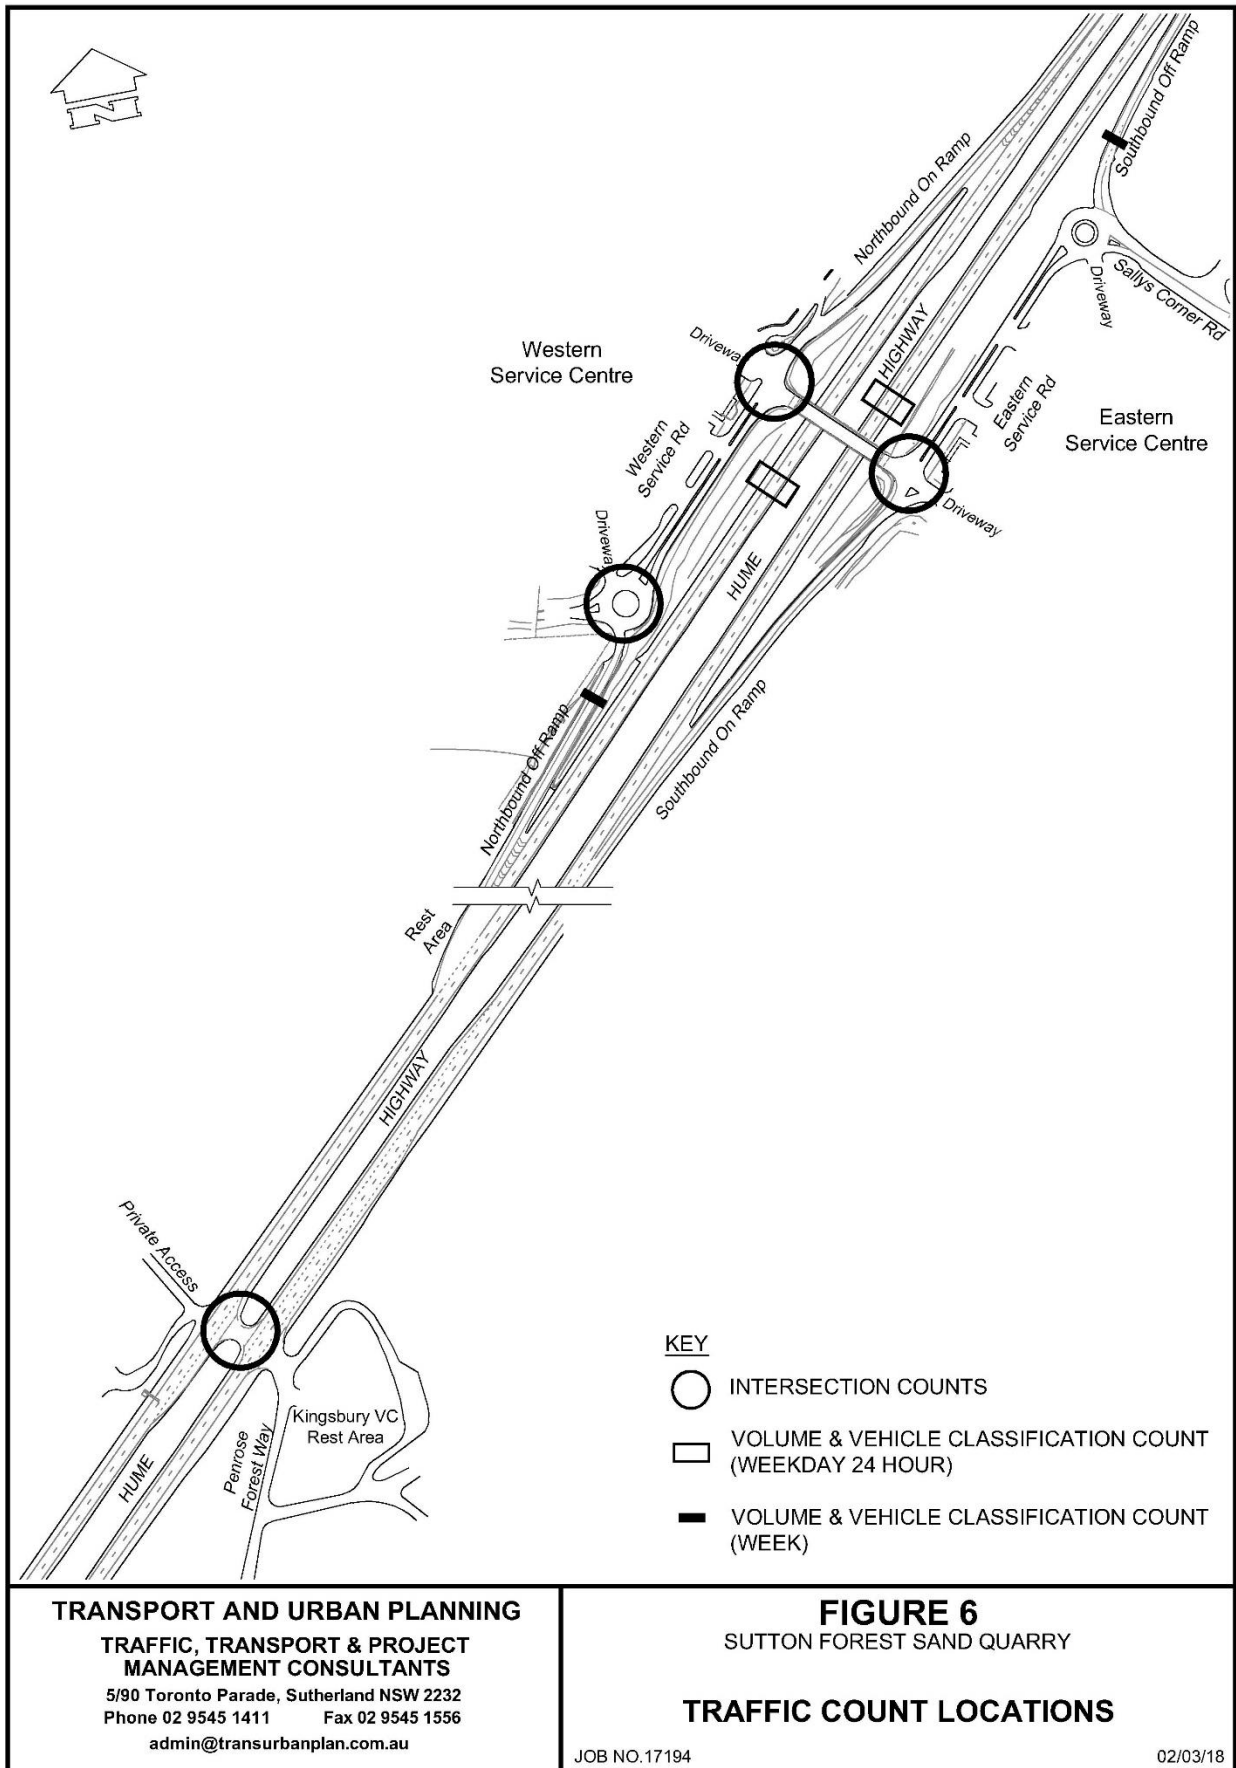 N
Southbound Off Ramp
Northbound On Ramp
Sallys Corner Rd
Driveway
Driveway
Western
Service Centre
HIGHWAY
Eastern
Service Rd
Eastern
Service Centre
Western
Service Rd
Driveway
Driveway
HUME
Northbound Off Ramp
Southbound On Ramp
Rest
Area
HIGHWAY
Private Access
Kingsbury VC
Rest Area
Penrose
Forest Way
HUME
KEY
INTERSECTION COUNTS
VOLUME & VEHICLE CLASSIFICATION COUNT
(WEEKDAY 24 HOUR)
VOLUME & VEHICLE CLASSIFICATION COUNT
(WEEK)
TRANSPORT AND URBAN PLANNING
TRAFFIC, TRANSPORT & PROJECT
MANAGEMENT CONSULTANTS
5/90 Toronto Parade, Sutherland NSW 2232
Phone 02 9545 1411 Fax 02 9545 1556
admin@transurbanplan.com.au
FIGURE 6
SUTTON FOREST SAND QUARRY
TRAFFIC COUNT LOCATIONS
JOB NO.17194
02/03/18